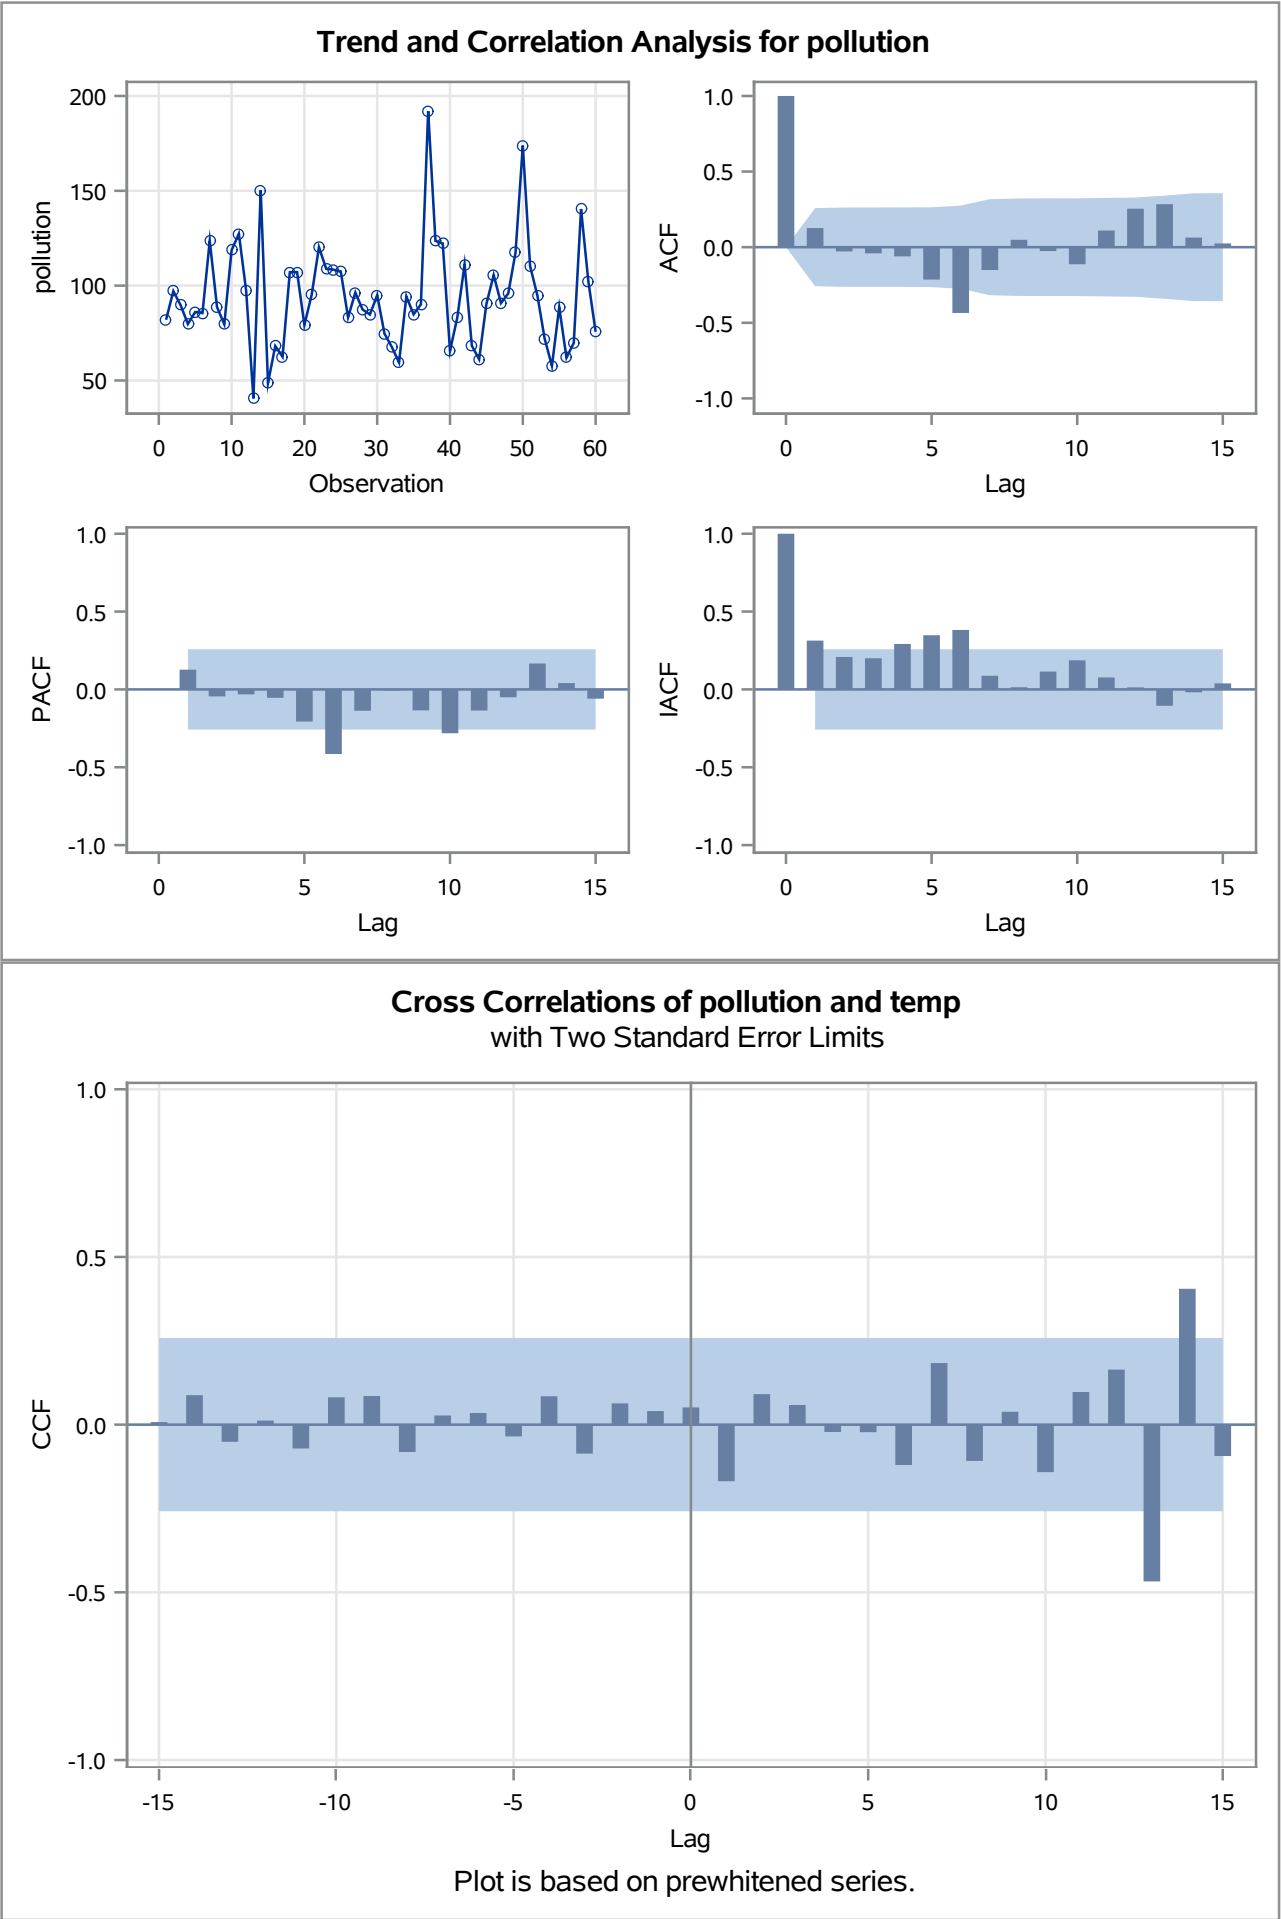 Trend and Correlation Analysis for pollution
200
150
100
50
pollution
0 10 20 30 40 50 60
Observation
1.0
0.5
0.0
-0.5
-1.0
ACF
0 5 10 15
Lag
1.0
0.5
0.0
-0.5
-1.0
PACF
0 5 10 15
Lag
1.0
0.5
0.0
-0.5
-1.0
IACF
0 5 10 15
Lag
Cross Correlations of pollution and temp
with Two Standard Error Limits
1.0
0.5
0.0
-0.5
-1.0
CCF
-15 -10 -5 0 5 10 15
Lag
Plot is based on prewhitened series.